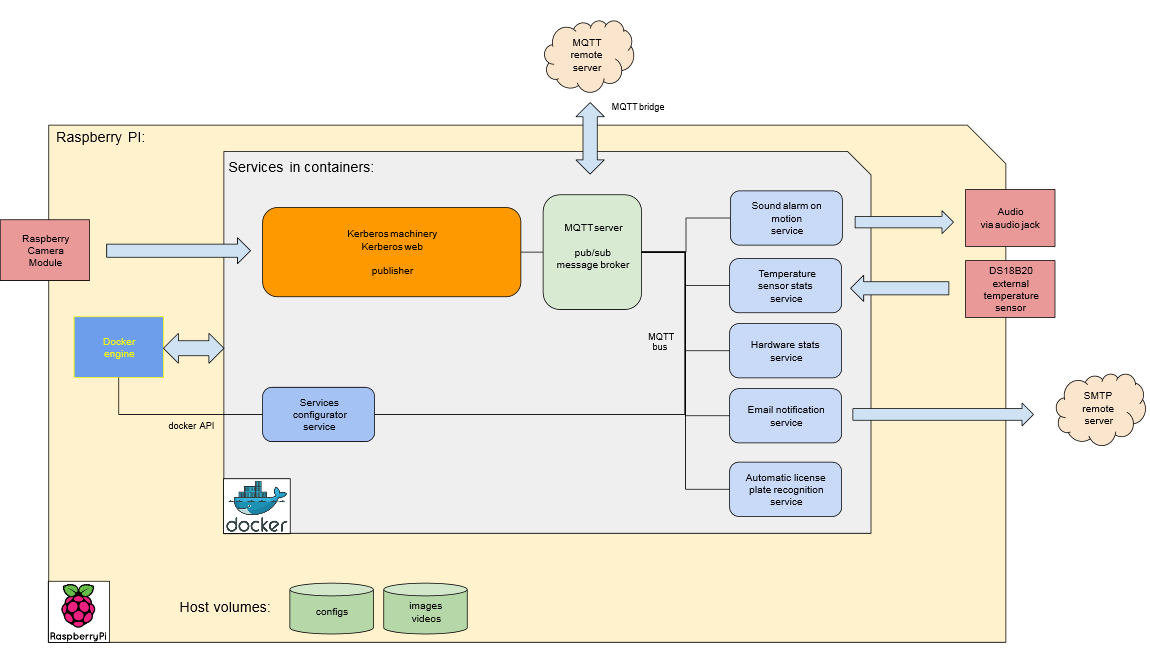 MQTT
remote
server
MQTT bridge
Raspberry PI:
Services in containers:
Raspberry
Camera
Module
Kerberos machinery
Kerberos web
publisher
MQTT server
pub/sub
message broker
Sound alarm on
motion
service
Audio
via audio jack
Temperature
sensor stats
service
DS18B20
external
temperature
sensor
Docker
engine
MQTT
bus
Hardware stats
service
Services
configurator
service
docker API
Email notification
service
SMTP
remote
server
Automatic license
plate recognition
service
docker
Host volumes:
configs
images
videos
RaspberryPi